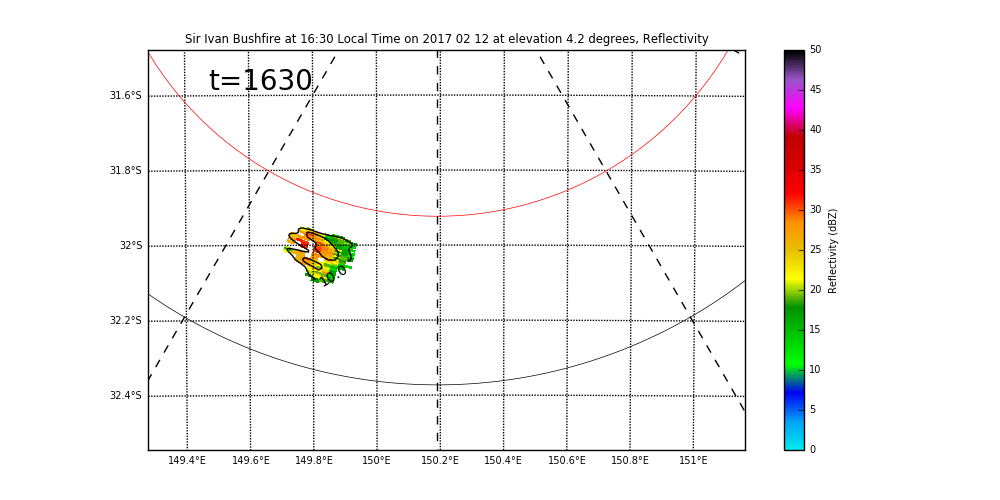 Sir Ivan Bushfire at 16:30 Local Time on 2017 02 12 at elevation 4.2 degrees, Reflectivity
t=1630
31.6°S
31.8°S
32°S
32.2°S
32.4°S
149.4°E 149.6°E 149.8°E 150°E 150.2°E 150.4°E 150.6°E 150.8°E 151°E
50
45
40
35
30
25
20
15
10
5
0
Reflectivity (dBZ)